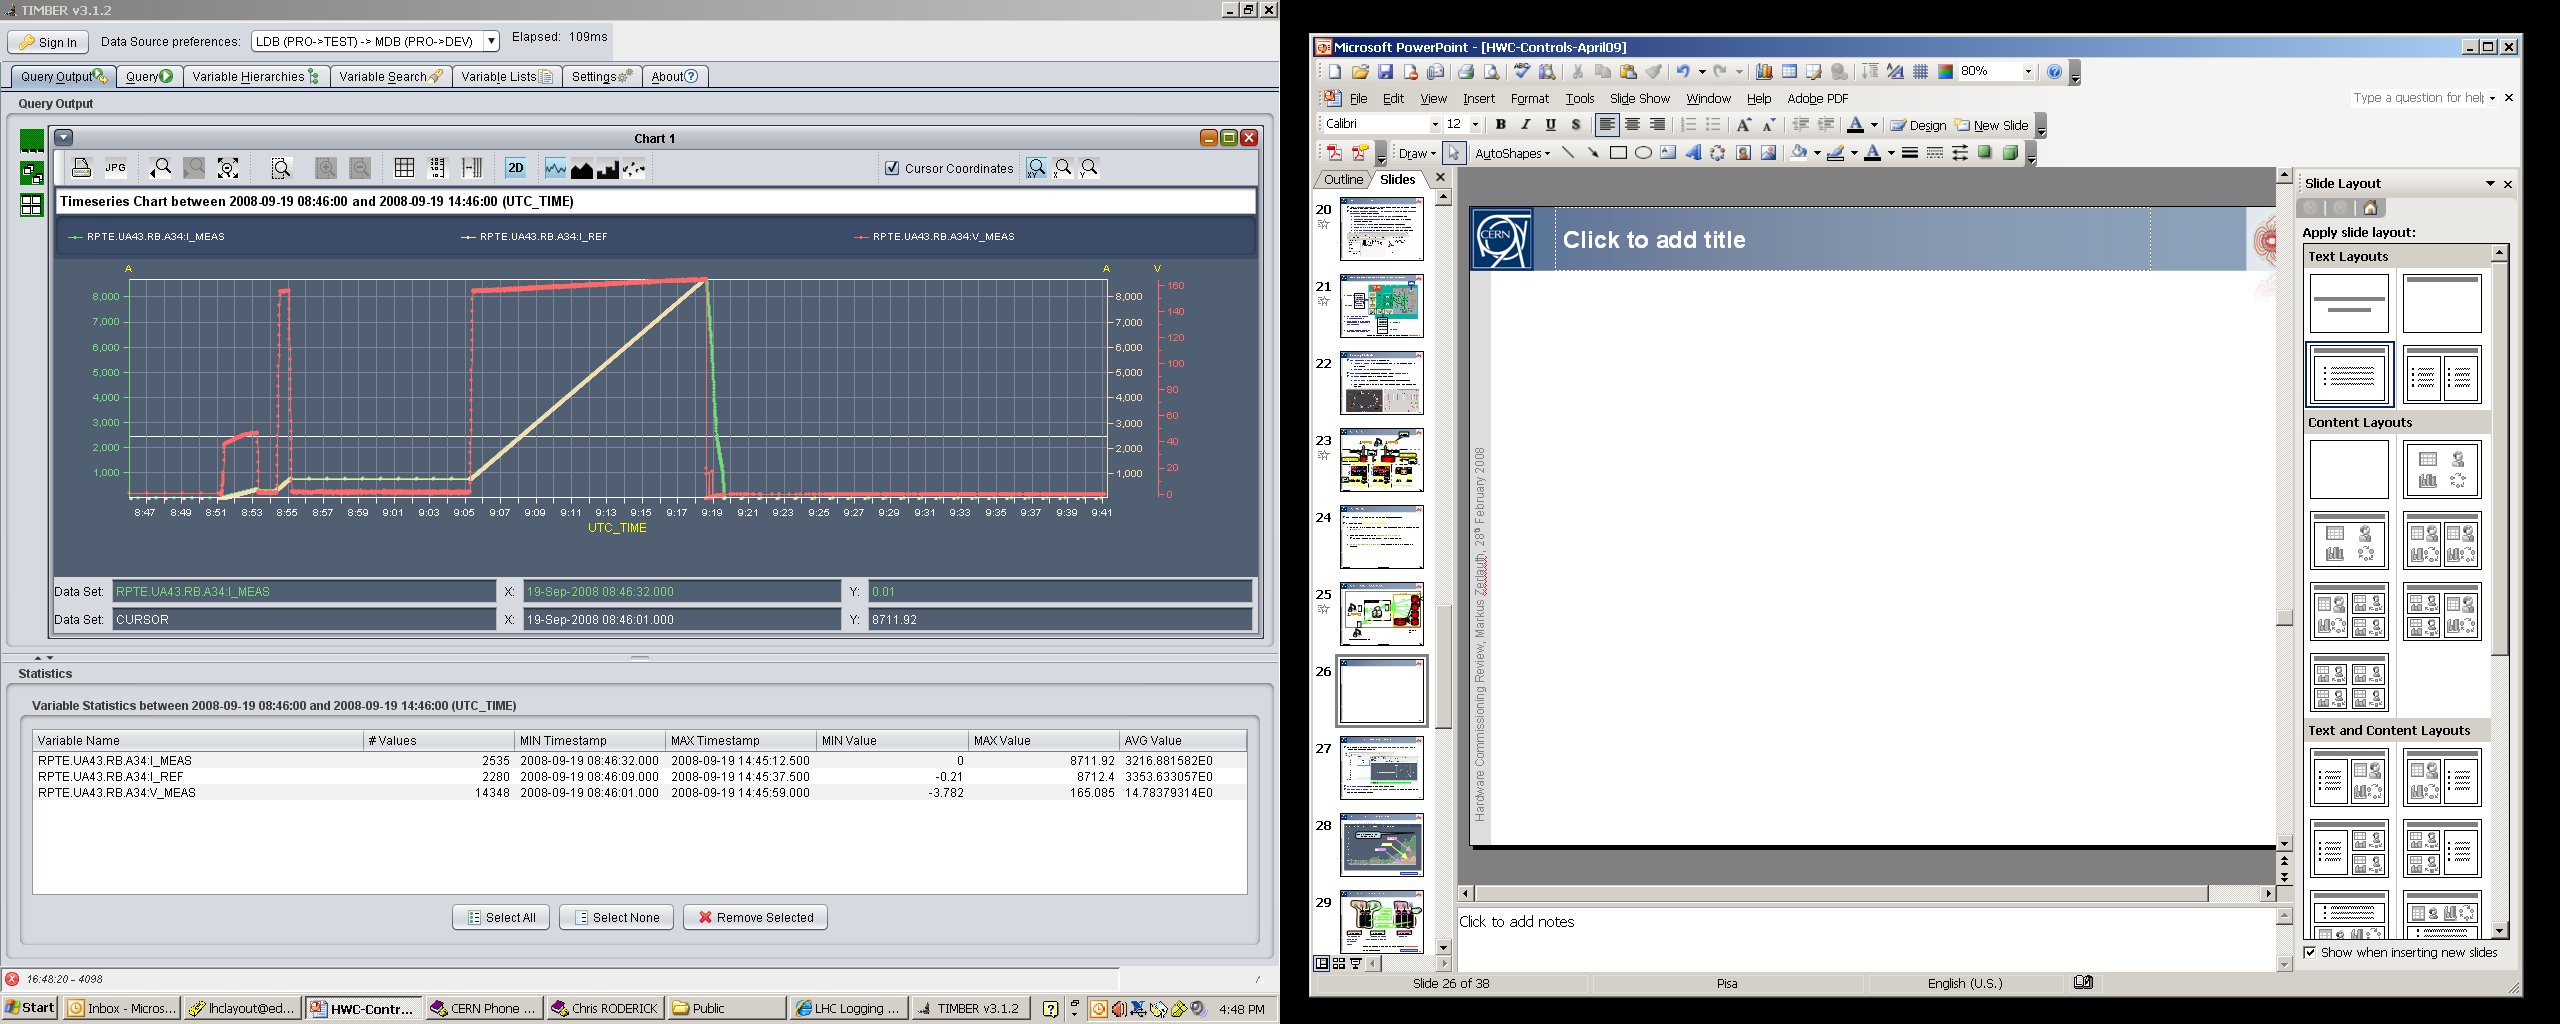 TIMBER v3.1.2
Sign In
Data Source preferences:
LDB (PRO->TEST) -> MDB (PRO->DEV)
Elapsed: 109ms
Query Output
Query
Variable Hierarchies
Variable Search
Variable Lists
Settings
About
Query Output
Chart 1
JPG
2D
Cursor Coordinates
Timeseries Chart between 2008-09-19 08:46:00 and 2008-09-19 14:46:00 (UTC_TIME)
RPTE.UA43.RB.A34:I_MEAS
RPTE.UA43.RB.A34:I_REF
RPTE.UA43.RB.A34:V_MEAS
A
A
V
8,000
7,000
6,000
5,000
4,000
3,000
2,000
1,000
8,000
7,000
6,000
5,000
4,000
3,000
2,000
1,000
160
140
120
100
80
60
40
20
0
8:47 8:49 8:51 8:53 8:55 8:57 8:59 9:01 9:03 9:05 9:07 9:09 9:11 9:13 9:15 9:17 9:19 9:21 9:23 9:25 9:27 9:29 9:31 9:33 9:35 9:37 9:39 9:41
UTC_TIME
Data Set: RPTE.UA43.RB.A34:I_MEAS X: 19-Sep-2008 08:46:32.000 Y: 0.01
Data Set: CURSOR X: 19-Sep-2008 08:46:01.000 Y: 8711.92
Statistics
Variable Statistics between 2008-09-19 08:46:00 and 2008-09-19 14:46:00 (UTC_TIME)
Variable Name # Values MIN Timestamp MAX Timestamp MIN Value MAX Value AVG Value
RPTE.UA43.RB.A34:I_MEAS 2535 2008-09-19 08:46:32.000 2008-09-19 14:45:12.500 0 8711.92 3216.881582E0
RPTE.UA43.RB.A34:I_REF 2280 2008-09-19 08:46:09.000 2008-09-19 14:45:37.500 -0.21 8712.4 3353.633057E0
RPTE.UA43.RB.A34:V_MEAS 14348 2008-09-19 08:46:01.000 2008-09-19 14:45:59.000 -3.782 165.085 14.78379314E0
Select All
Select None
Remove Selected
16:48:20 - 4098
Start
Inbox - Micros...
lhclayout@ed...
HWC-Contr...
CERN Phone ...
Chris RODERICK
Public
LHC Logging ...
TIMBER v3.1.2
4:48 PM
Microsoft PowerPoint - [HWC-Controls-April09]
80%
File Edit View Insert Format Tools Slide Show Window Help Adobe PDF
Type a question for help
Calibri 12 B I U S
Design
New Slide
Draw
AutoShapes
Outline
Slides
20
21
22
23
24
25
26
27
28
29
CERN
Click to add title
Hardware Commissioning Review, Markus Zerlauth, 28th February 2008
Click to add notes
Slide Layout
Apply slide layout:
Text Layouts
Content Layouts
Text and Content Layouts
Show when inserting new slides
Slide 26 of 38
Pisa
English (U.S.)